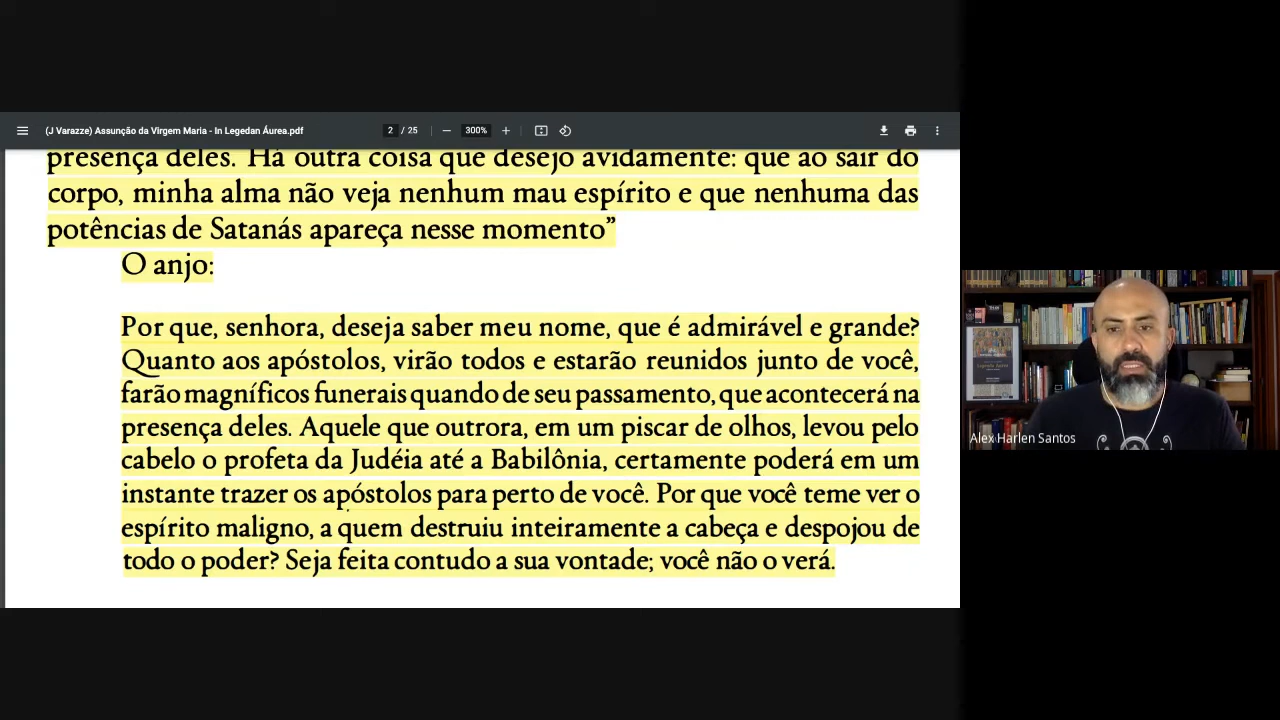 (J Varazze) Assunção da Virgem Maria - In Legedan Áurea.pdf
2 / 25
300%
presença deles. Há outra coisa que desejo avidamente: que ao sair do
corpo, minha alma não veja nenhum mau espírito e que nenhuma das
potências de Satanás apareça nesse momento”
O anjo:
Por que, senhora, deseja saber meu nome, que é admirável e grande?
Quanto aos apóstolos, virão todos e estarão reunidos junto de você,
farão magníficos funerais quando de seu passamento, que acontecerá na
presença deles. Aquele que outrora, em um piscar de olhos, levou pelo
cabelo o profeta da Judéia até a Babilônia, certamente poderá em um
instante trazer os apóstolos para perto de você. Por que você teme ver o
espírito maligno, a quem destruiu inteiramente a cabeça e despojou de
todo o poder? Seja feita contudo a sua vontade; você não o verá.
Alex Harlen Santos